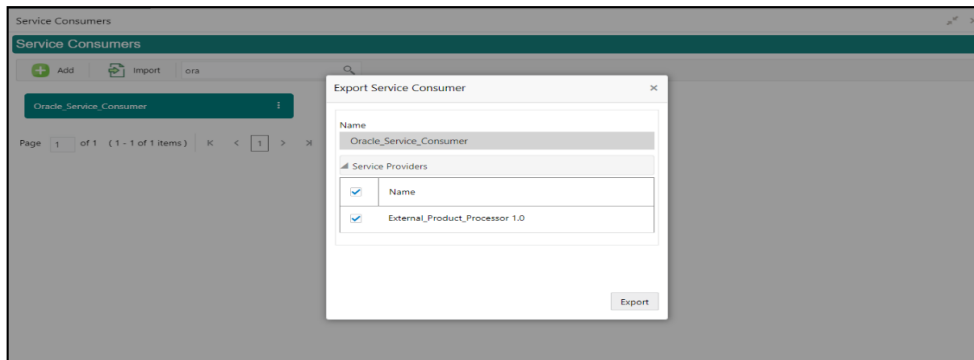 Service Consumers
Service Consumers
Add Import ora
Oracle_Service_Consumer
Page 1 of 1 ( 1 - 1 of 1 items ) 1
Export Service Consumer
Name
Oracle_Service_Consumer
Service Providers
Name
External_Product_Processor 1.0
Export